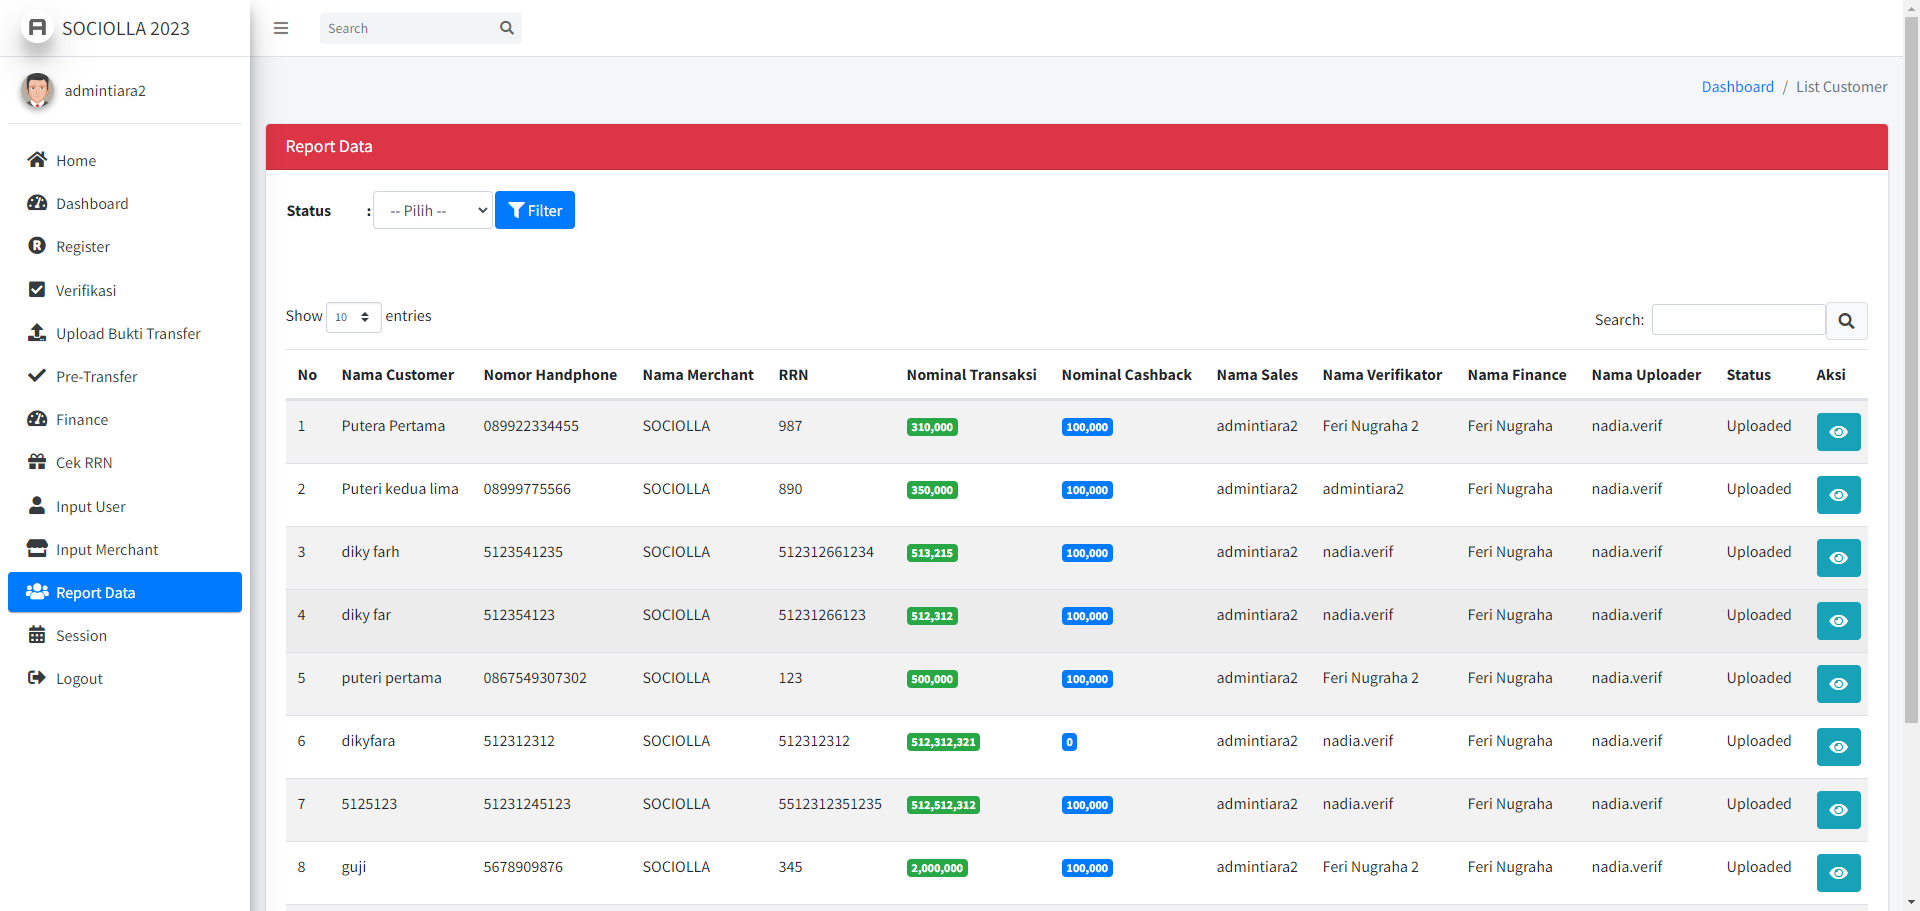 SOCIOLLA 2023
Search
admintiara2
Dashboard / List Customer
Home
Dashboard
Register
Verifikasi
Upload Bukti Transfer
Pre-Transfer
Finance
Cek RRN
Input User
Input Merchant
Report Data
Session
Logout
Report Data
Status : -- Pilih -- Filter
Show 10 entries Search:
No Nama Customer Nomor Handphone Nama Merchant RRN Nominal Transaksi Nominal Cashback Nama Sales Nama Verifikator Nama Finance Nama Uploader Status Aksi
1 Putera Pertama 089922334455 SOCIOLLA 987 310,000 100,000 admintiara2 Feri Nugraha 2 Feri Nugraha nadia.verif Uploaded
2 Puteri kedua lima 08999775566 SOCIOLLA 890 350,000 100,000 admintiara2 admintiara2 Feri Nugraha nadia.verif Uploaded
3 diky farh 5123541235 SOCIOLLA 512312661234 513,215 100,000 admintiara2 nadia.verif Feri Nugraha nadia.verif Uploaded
4 diky far 512354123 SOCIOLLA 51231266123 512,312 100,000 admintiara2 nadia.verif Feri Nugraha nadia.verif Uploaded
5 puteri pertama 0867549307302 SOCIOLLA 123 500,000 100,000 admintiara2 Feri Nugraha 2 Feri Nugraha nadia.verif Uploaded
6 dikyfara 512312312 SOCIOLLA 512312312 512,312,321 0 admintiara2 nadia.verif Feri Nugraha nadia.verif Uploaded
7 5125123 51231245123 SOCIOLLA 5512312351235 512,512,312 100,000 admintiara2 nadia.verif Feri Nugraha nadia.verif Uploaded
8 guji 5678909876 SOCIOLLA 345 2,000,000 100,000 admintiara2 Feri Nugraha 2 Feri Nugraha nadia.verif Uploaded